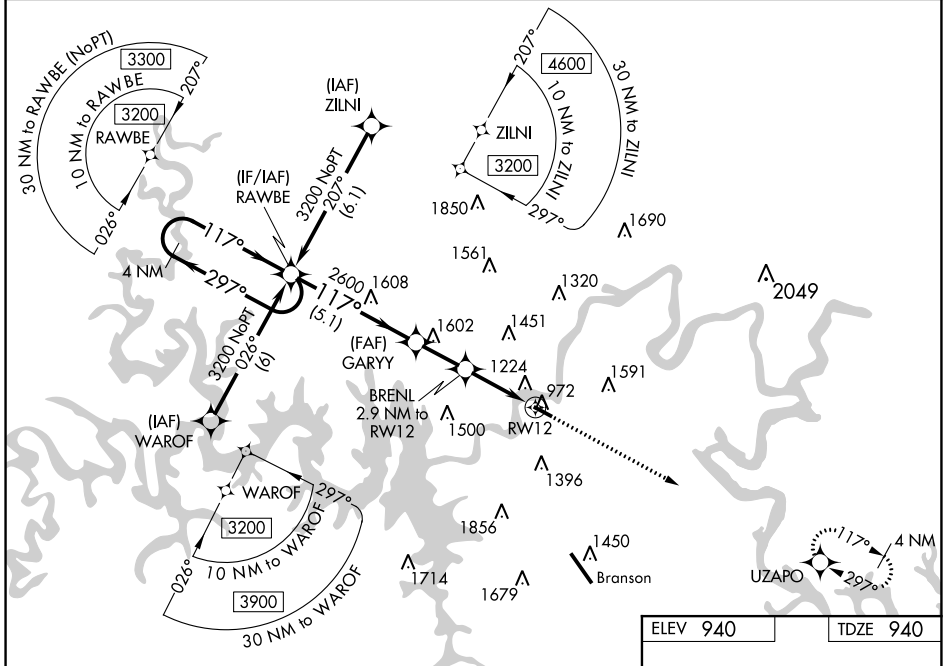 30 NM to RAWBE (NoPT)
3300
10 NM to RAWBE
3200
207°
RAWBE
026°
(IAF)
ZILNI
207°
4600
30 NM to ZILNI
10 NM to ZILNI
ZILNI
3200
297°
(IF/IAF)
RAWBE
3200 NoPT
207°
(6.1)
1850
1690
117°
4 NM
297°
2600
117°
(5.1)
1608
1561
1320
2049
3200 NoPT
026°
(6)
(FAF)
GARYY
1602
1451
1224
972
1591
BRENL
2.9 NM to
RW12
RW12
1500
(IAF)
WAROF
1396
WAROF
297°
3200
10 NM to WAROF
026°
3900
30 NM to WAROF
1856
1714
1679
1450
Branson
UZAPO
117°
4 NM
297°
ELEV 940
TDZE 940